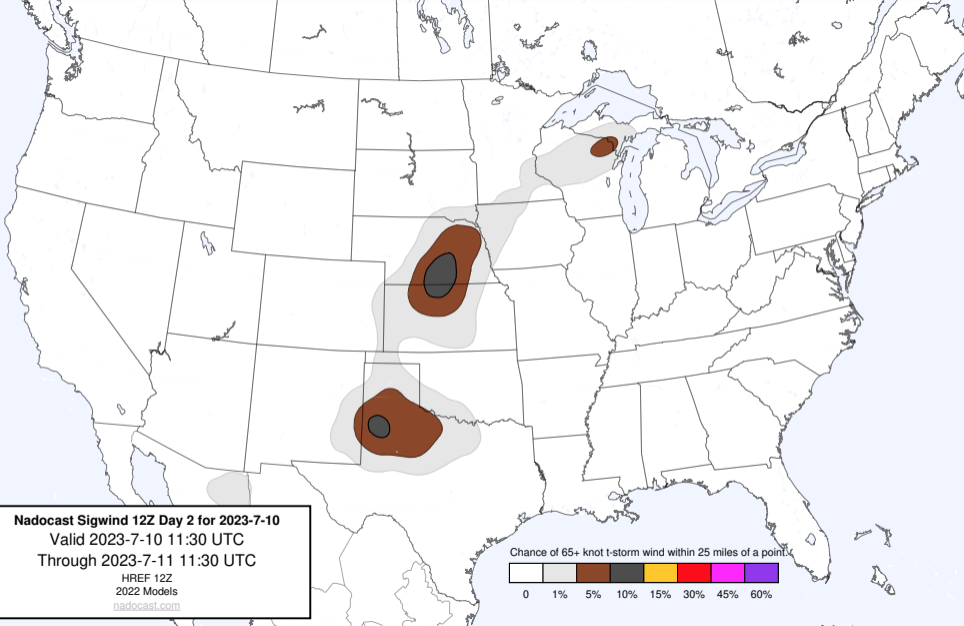 Nadocast Sigwind 12Z Day 2 for 2023-7-10
Valid 2023-7-10 11:30 UTC
Through 2023-7-11 11:30 UTC
HREF 12Z
2022 Models
nadocast.com
Chance of 65+ knot t-storm wind within 25 miles of a point.
0 1% 5% 10% 15% 30% 45% 60%